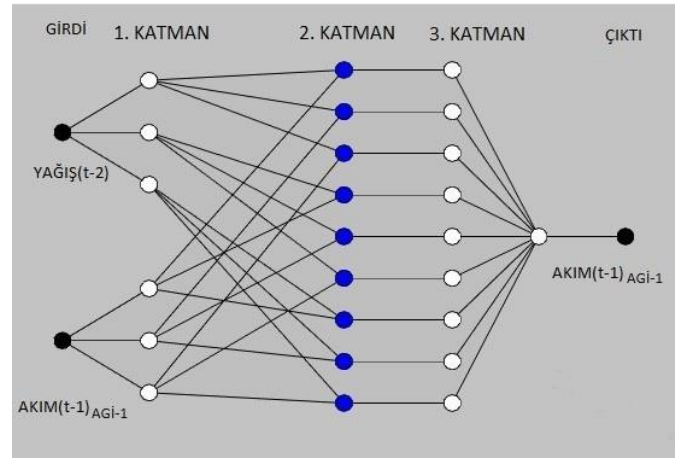 GİRDİ 1. KATMAN 2. KATMAN 3. KATMAN ÇIKTI
YAĞIŞ(t-2)
AKIM(t-1) AGİ-1
AKIM(t-1) AGİ-1